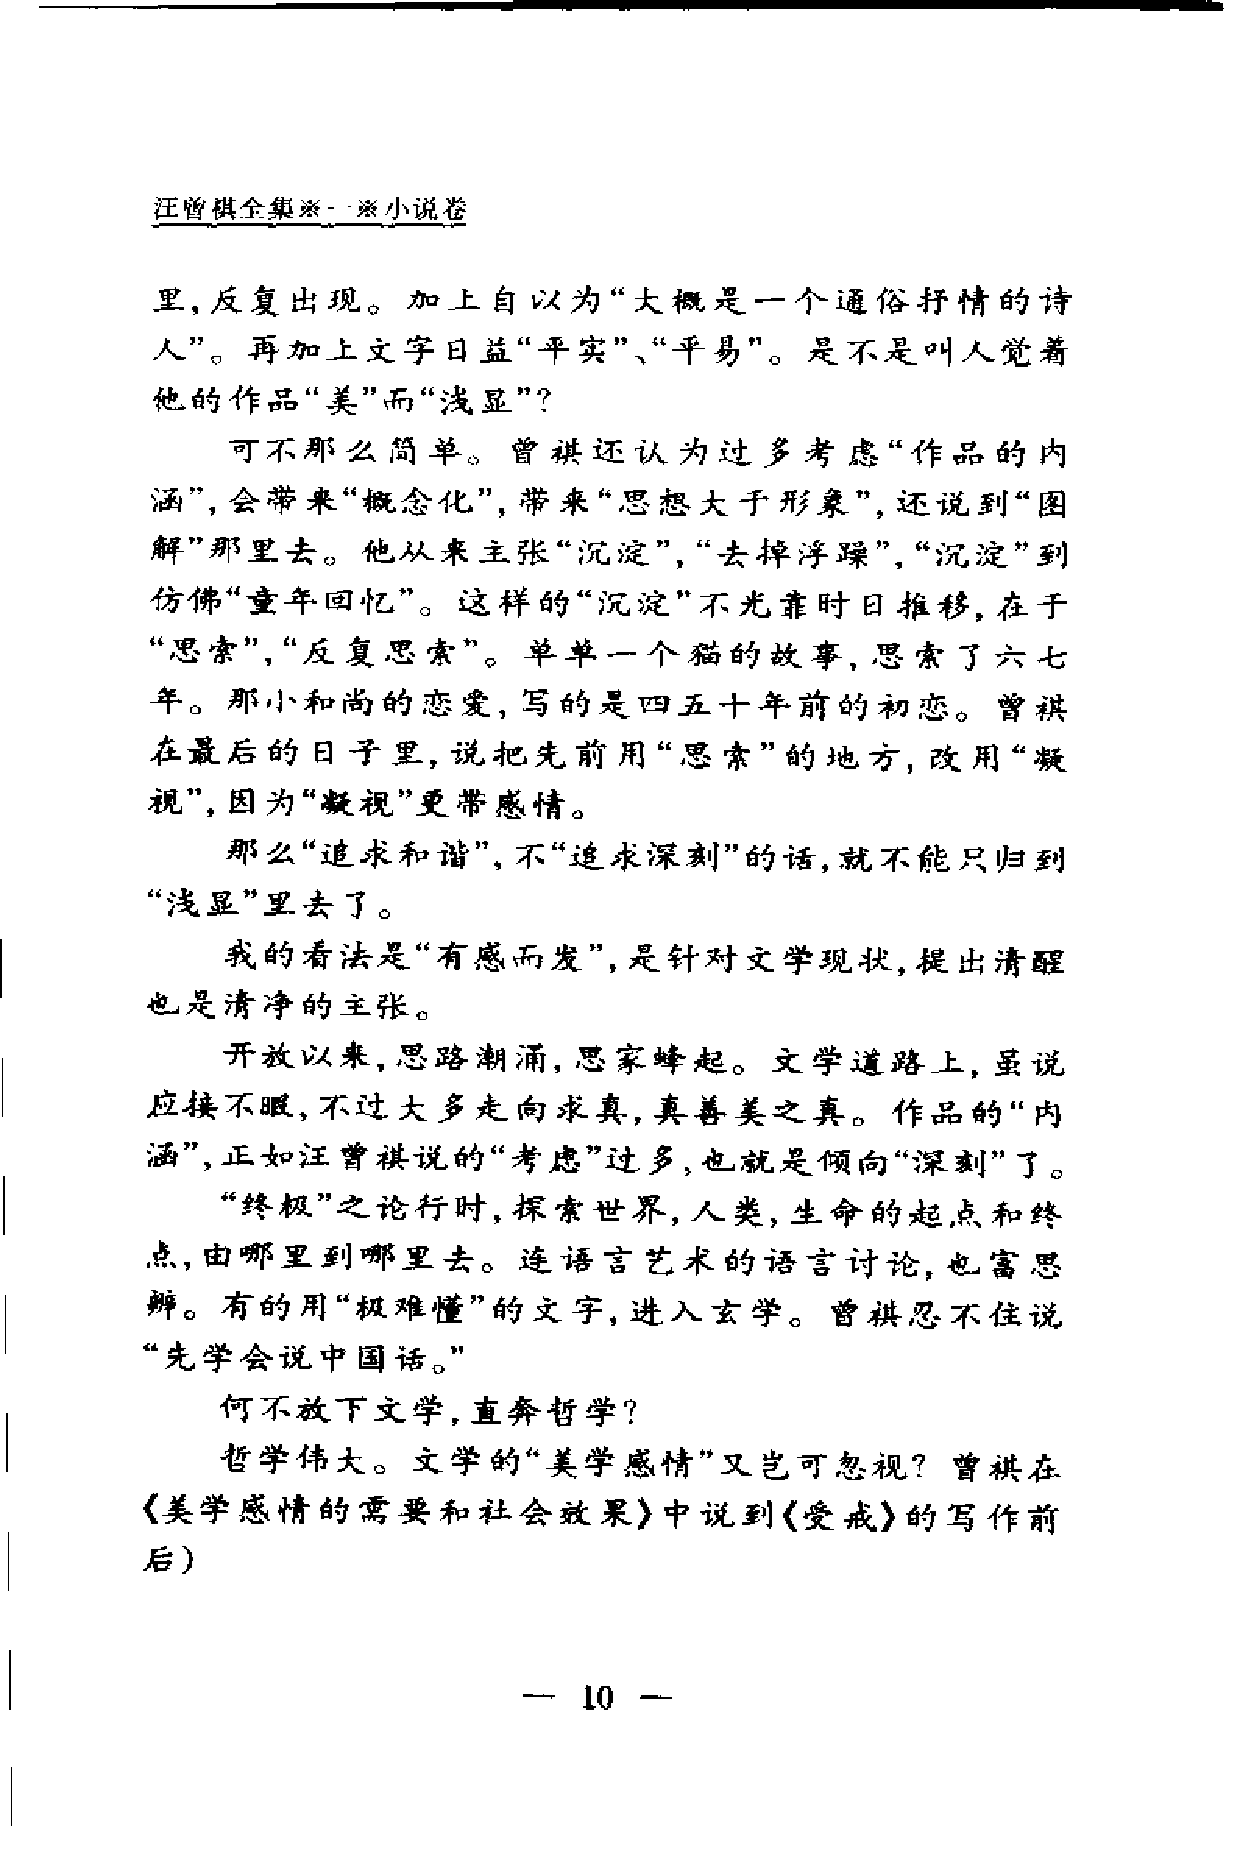 汪曾祺全集※一※小说卷
里,反复出现。加上自以为“大概是一个通俗抒情的诗
人”。再加上文字日益“平实”、“平易”。是不是叫人觉着
他的作品“美”而“浅显”?
可不那么简单。曾祺还认为过多考虑“作品的内
涵”,会带来“概念化”,带来“思想大于形象”,还说到“图
解”那里去。他从来主张“沉淀”,“去掉浮躁”,“沉淀”到
仿佛“童年回忆”。这样的“沉淀”不光靠时日推移,在于
“思索”,“反复思索”。单单一个猫的故事,思索了六七
年。那小和尚的恋爱,写的是四五十年前的初恋。曾祺
在最后的日子里,说把先前用“思索”的地方,改用“凝
视”,因为“凝视”更带感情。
那么“追求和谐”,不“追求深刻”的话,就不能只归到
“浅显”里去了。
我的看法是“有感而发”,是针对文学现状,提出清醒
也是清净的主张。
开放以来,思路潮涌,思家蜂起。文学道路上,虽说
应接不暇,不过大多走向求真,真善美之真。作品的“内
涵”,正如汪曾祺说的“考虑”过多,也就是倾向“深刻”了。
“终极”之论行时,探索世界,人类,生命的起点和终
点,由哪里到哪里去。连语言艺术的语言讨论,也富思
辨。有的用“极难懂”的文字,进入玄学。曾祺忍不住说
“先学会说中国话。”
何不放下文学,直奔哲学?
哲学伟大。文学的“美学感情”又岂可忽视?曾祺在
《美学感情的需要和社会效果》中说到《受戒》的写作前
后)
— 10 —